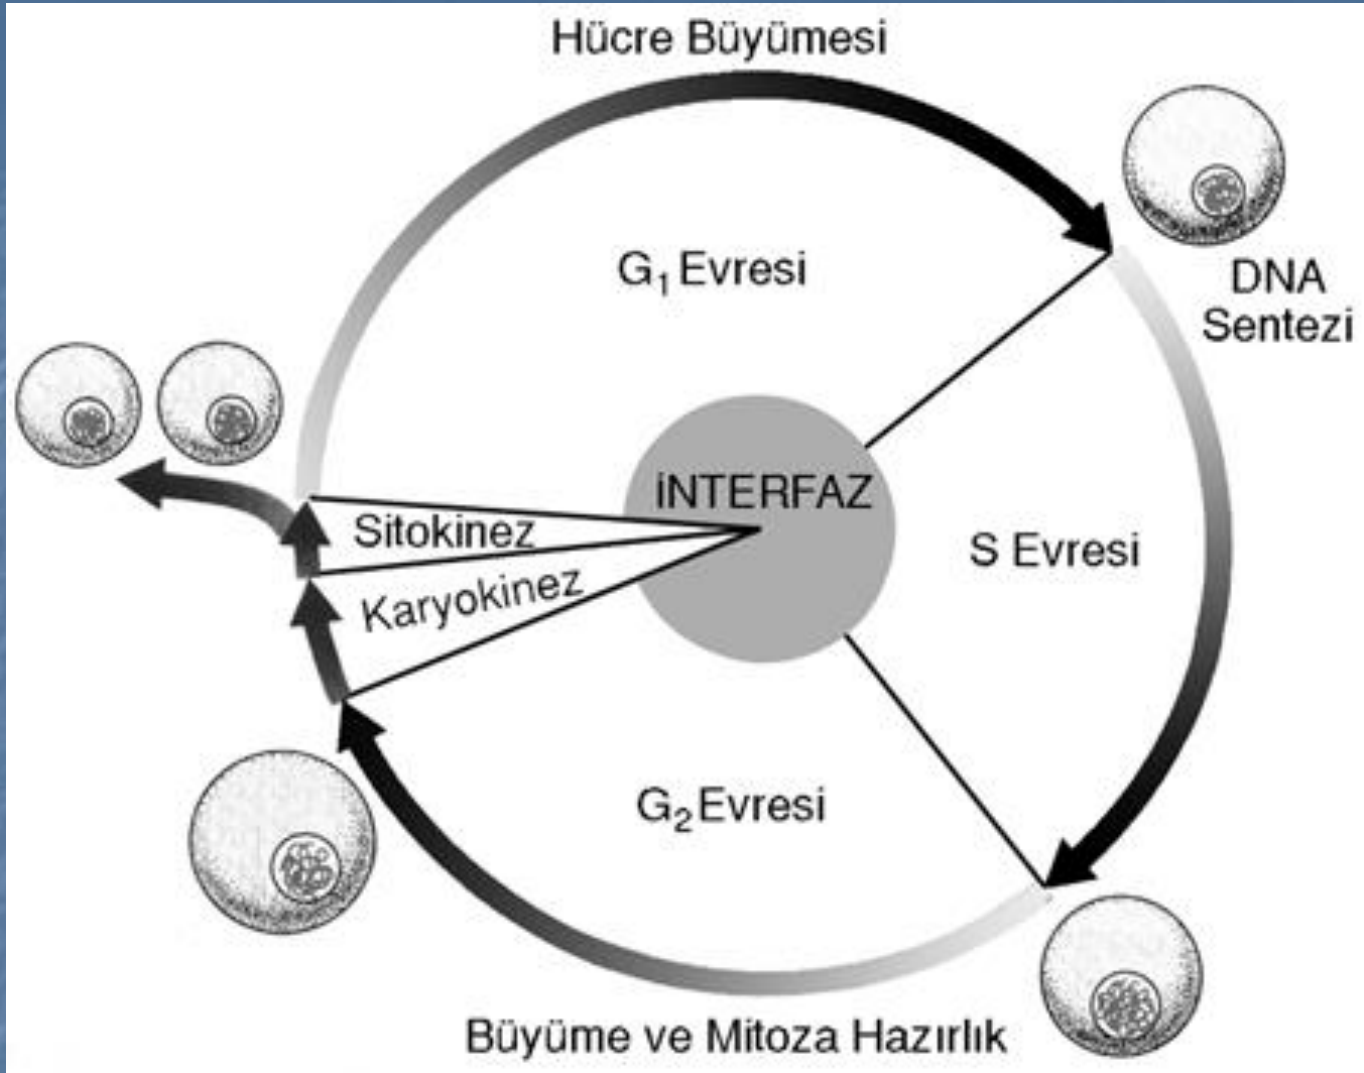 Hücre Büyümesi
G₁ Evresi
DNA
Sentezi
İNTERFAZ
Sitokinez
S Evresi
Karyokinez
G₂ Evresi
Büyüme ve Mitoza Hazırlık